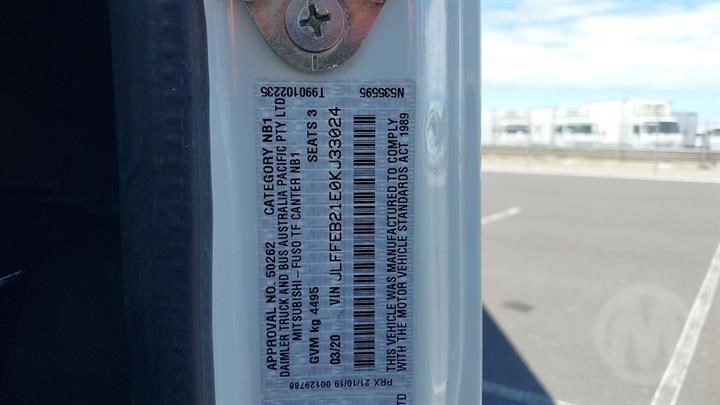 APPROVAL NO. 50262 CATEGORY NB1
DAIMLER TRUCK AND BUS AUSTRALIA PACIFIC PTY LTD
MITSUBISHI-FUSO TF CANTER NB1
GVM kg 4495 SEATS 3
03/20 VIN JLFFEB21E0KJ33024
THIS VEHICLE WAS MANUFACTURED TO COMPLY
WITH THE MOTOR VEHICLE STANDARDS ACT 1989
PRX 21/10/19 00129788
T990102235
N535595
LTD
M